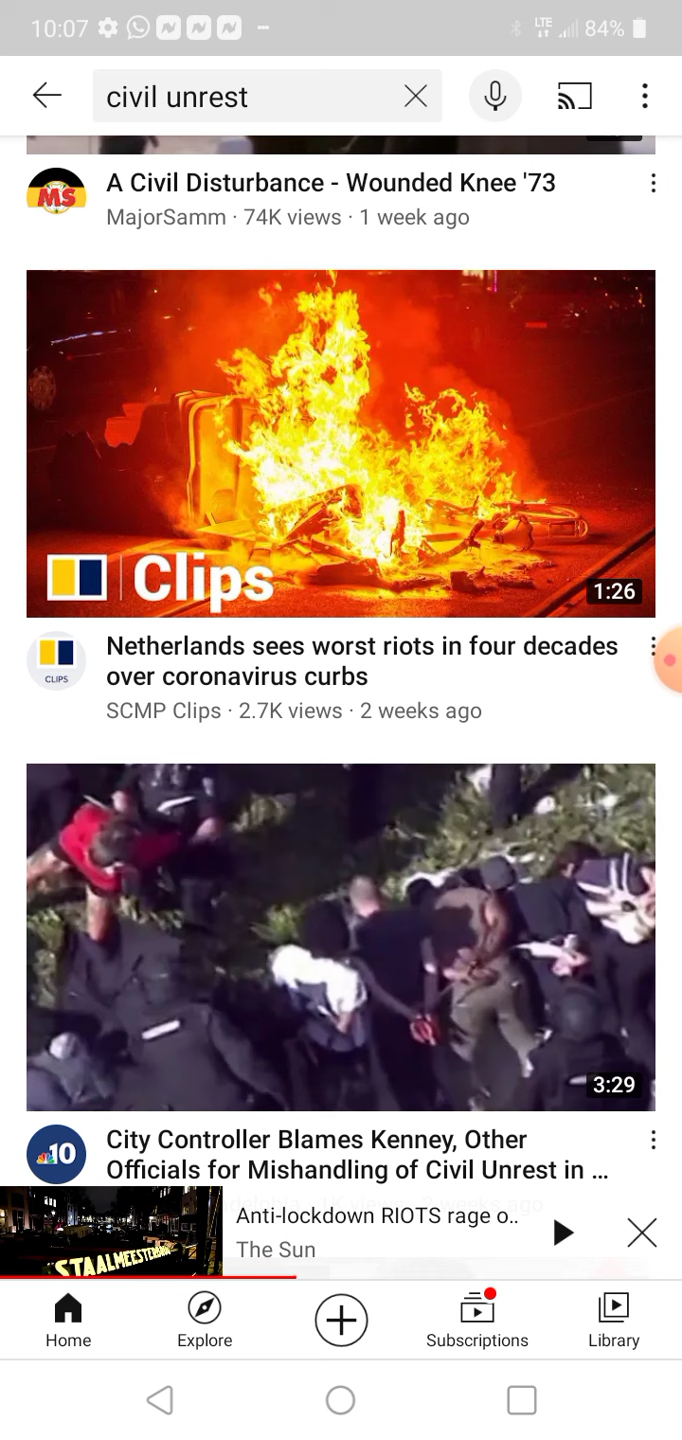 10:07
LTE
84%
civil unrest
MS
A Civil Disturbance - Wounded Knee '73
MajorSamm · 74K views · 1 week ago
Clips
1:26
CLIPS
Netherlands sees worst riots in four decades
over coronavirus curbs
SCMP Clips · 2.7K views · 2 weeks ago
3:29
10
City Controller Blames Kenney, Other
Officials for Mishandling of Civil Unrest in ...
Anti-lockdown RIOTS rage o..
The Sun
Home
Explore
Subscriptions
Library